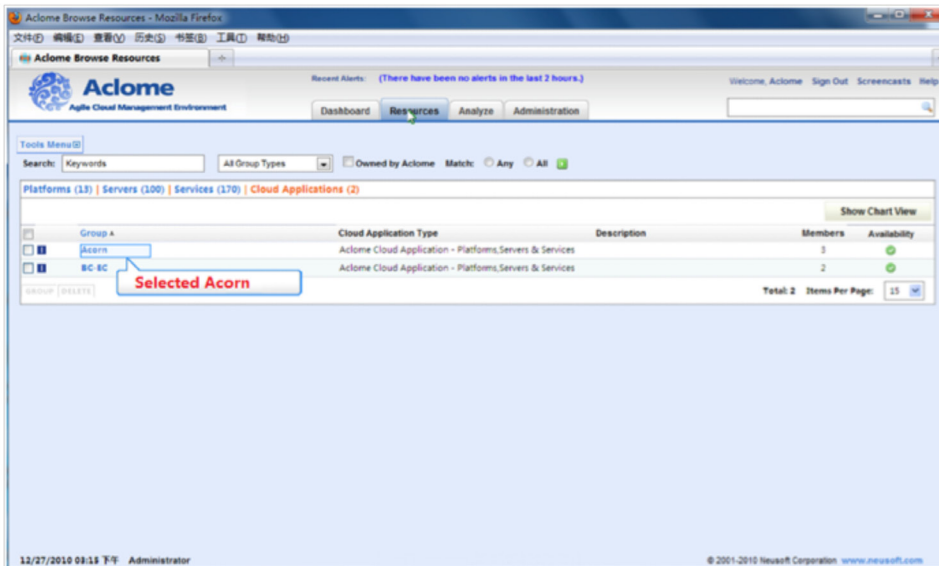 Aclome Browse Resources - Mozilla Firefox
文件(F) 编辑(E) 查看(V) 历史(S) 书签(B) 工具(T) 帮助(H)
Aclome Browse Resources
Aclome
Agile Cloud Management Environment
Recent Alerts: (There have been no alerts in the last 2 hours.)
Welcome, Aclome Sign Out Screencasts Help
Dashboard Resources Analyze Administration
Tools Menu
Search: Keywords All Group Types Owned by Aclome Match: Any All
Platforms (13) | Servers (100) | Services (170) | Cloud Applications (2)
Show Chart View
Group Cloud Application Type Description Members Availability
Acorn Aclome Cloud Application - Platforms,Servers & Services 3
BC-EC Aclome Cloud Application - Platforms,Servers & Services 2
Selected Acorn
GROUP DELETE Total: 2 Items Per Page: 15
12/27/2010 03:15 下午 Administrator © 2001-2010 Neusoft Corporation www.neusoft.com